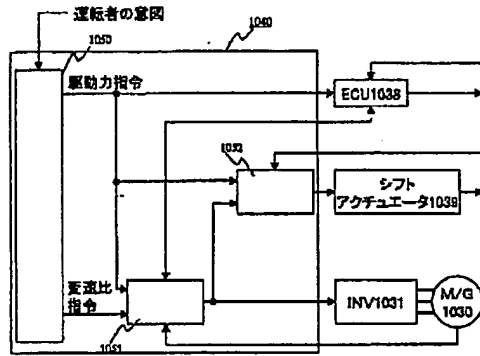 運転者の意図
1050
1040
駆動力指令
ECU1038
1052
シフト
アクチュエータ1039
変速比
指令
INV1031
M/G
1030
1051